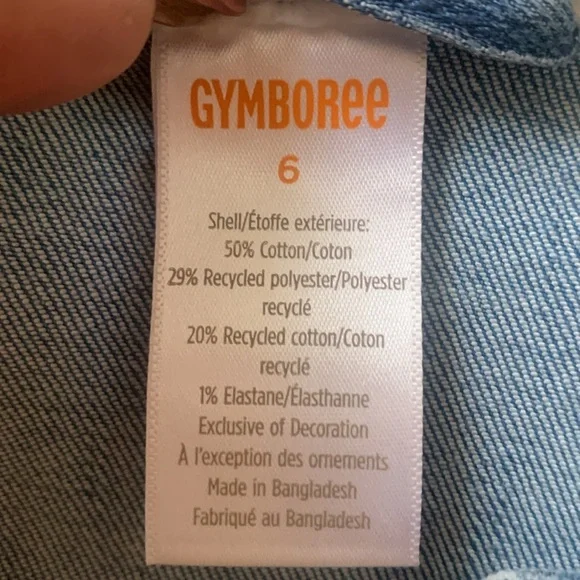 GYMBOREE
6
Shell/Étoffe extérieure:
50% Cotton/Coton
29% Recycled polyester/Polyester
recyclé
20% Recycled cotton/Coton
recyclé
1% Elastane/Élasthanne
Exclusive of Decoration
À l'exception des ornements
Made in Bangladesh
Fabriqué au Bangladesh